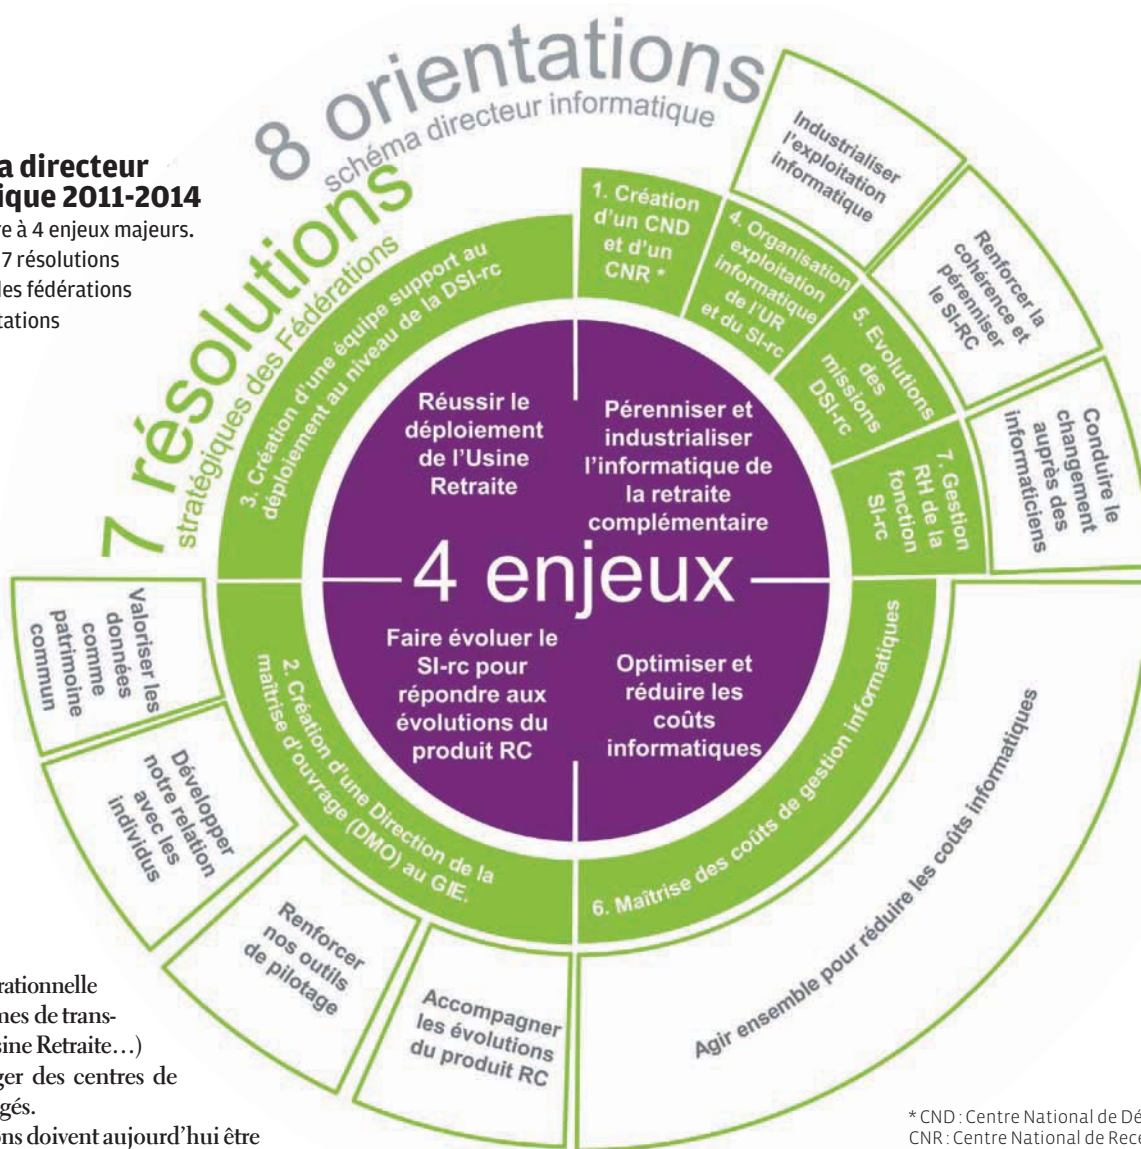 8 orientations
schéma directeur informatique
a directeur
ique 2011-2014
re à 4 enjeux majeurs.
7 résolutions
des fédérations
tations
7 résolutions
stratégiques des Fédérations
3. Création d'une équipe support au
déploiement au niveau de la DSI-rc
1. Création
d'un CND
et d'un
CNR *
4. Organisation
exploitation
informatique
de l'UR
et du SI-rc
5. Evolutions
des
missions
DSI-rc
7. Gestion
RH de la
fonction
SI-rc
Industrialiser
l'exploitation
informatique
Renforcer la
cohérence et
pérenniser
le SI-RC
Conduire le
changement
auprès des
informaticiens
Réussir le
déploiement
de l'Usine
Retraite
Pérenniser et
industrialiser
l'informatique de
la retraite
complémentaire
4 enjeux
Faire évoluer le
SI-rc pour
répondre aux
évolutions du
produit RC
Optimiser et
réduire les
coûts
informatiques
2. Création d'une Direction de la
maîtrise d'ouvrage (DMO) au GIE.
6. Maîtrise des coûts de gestion informatiques
Valoriser les
données
comme
patrimoine
commun
Développer
notre relation
avec les
individus
Renforcer
nos outils
de pilotage
Accompagner
les évolutions
du produit RC
Agir ensemble pour réduire les coûts informatiques
rationnelle
nes de trans-
sine Retraite…)
ger des centres de
gés.
ons doivent aujourd'hui être
* CND : Centre National de Dé
CNR : Centre National de Rece